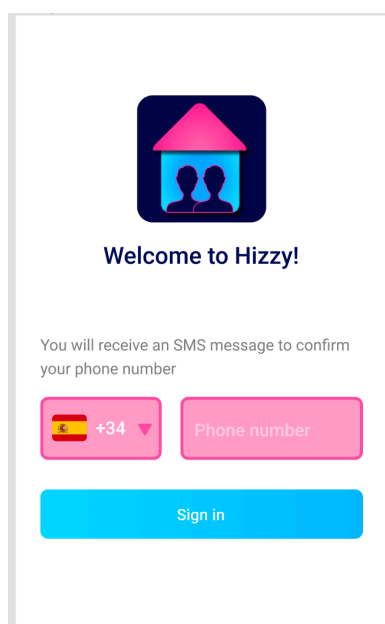 Welcome to Hizzy!
You will receive an SMS message to confirm
your phone number
+34
Phone number
Sign in